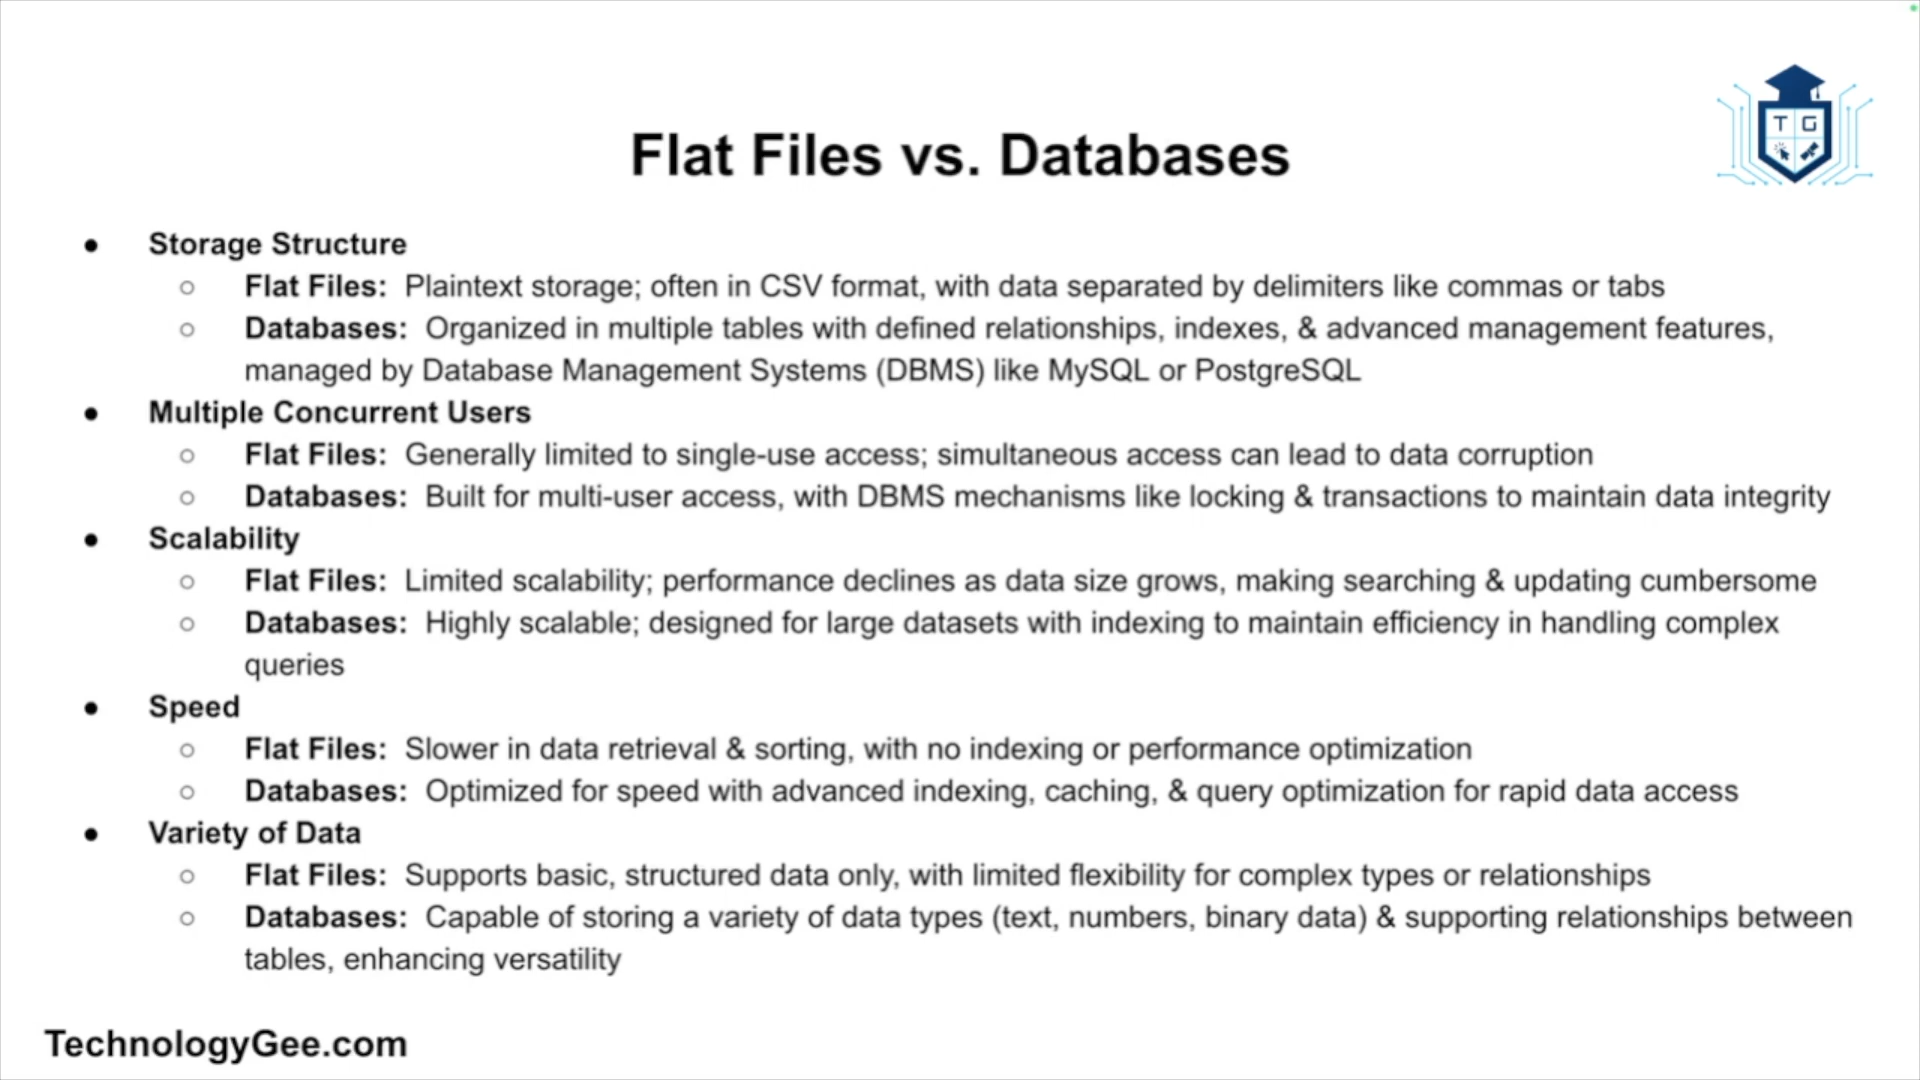 T G
Flat Files vs. Databases
● Storage Structure
○ Flat Files: Plaintext storage; often in CSV format, with data separated by delimiters like commas or tabs
○ Databases: Organized in multiple tables with defined relationships, indexes, & advanced management features,
managed by Database Management Systems (DBMS) like MySQL or PostgreSQL
● Multiple Concurrent Users
○ Flat Files: Generally limited to single-use access; simultaneous access can lead to data corruption
○ Databases: Built for multi-user access, with DBMS mechanisms like locking & transactions to maintain data integrity
● Scalability
○ Flat Files: Limited scalability; performance declines as data size grows, making searching & updating cumbersome
○ Databases: Highly scalable; designed for large datasets with indexing to maintain efficiency in handling complex
queries
● Speed
○ Flat Files: Slower in data retrieval & sorting, with no indexing or performance optimization
○ Databases: Optimized for speed with advanced indexing, caching, & query optimization for rapid data access
● Variety of Data
○ Flat Files: Supports basic, structured data only, with limited flexibility for complex types or relationships
○ Databases: Capable of storing a variety of data types (text, numbers, binary data) & supporting relationships between
tables, enhancing versatility
TechnologyGee.com